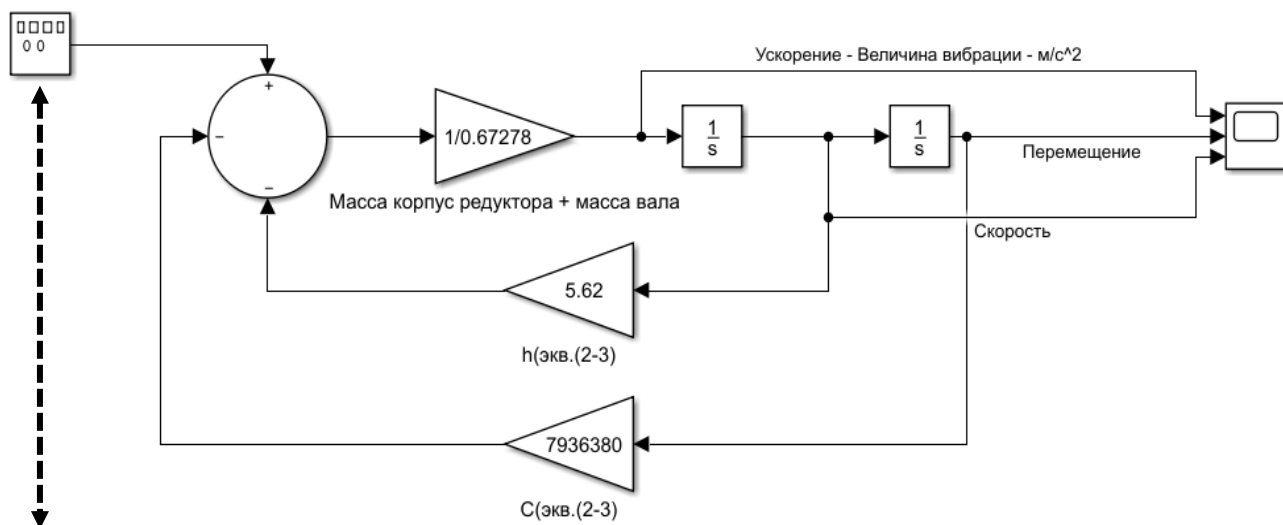 Ускорение - Величина вибрации - м/с^2
+
−
−
1/0.67278
1
s
1
s
Перемещение
Масса корпус редуктора + масса вала
Скорость
5.62
h(экв.(2-3)
7936380
C(экв.(2-3)